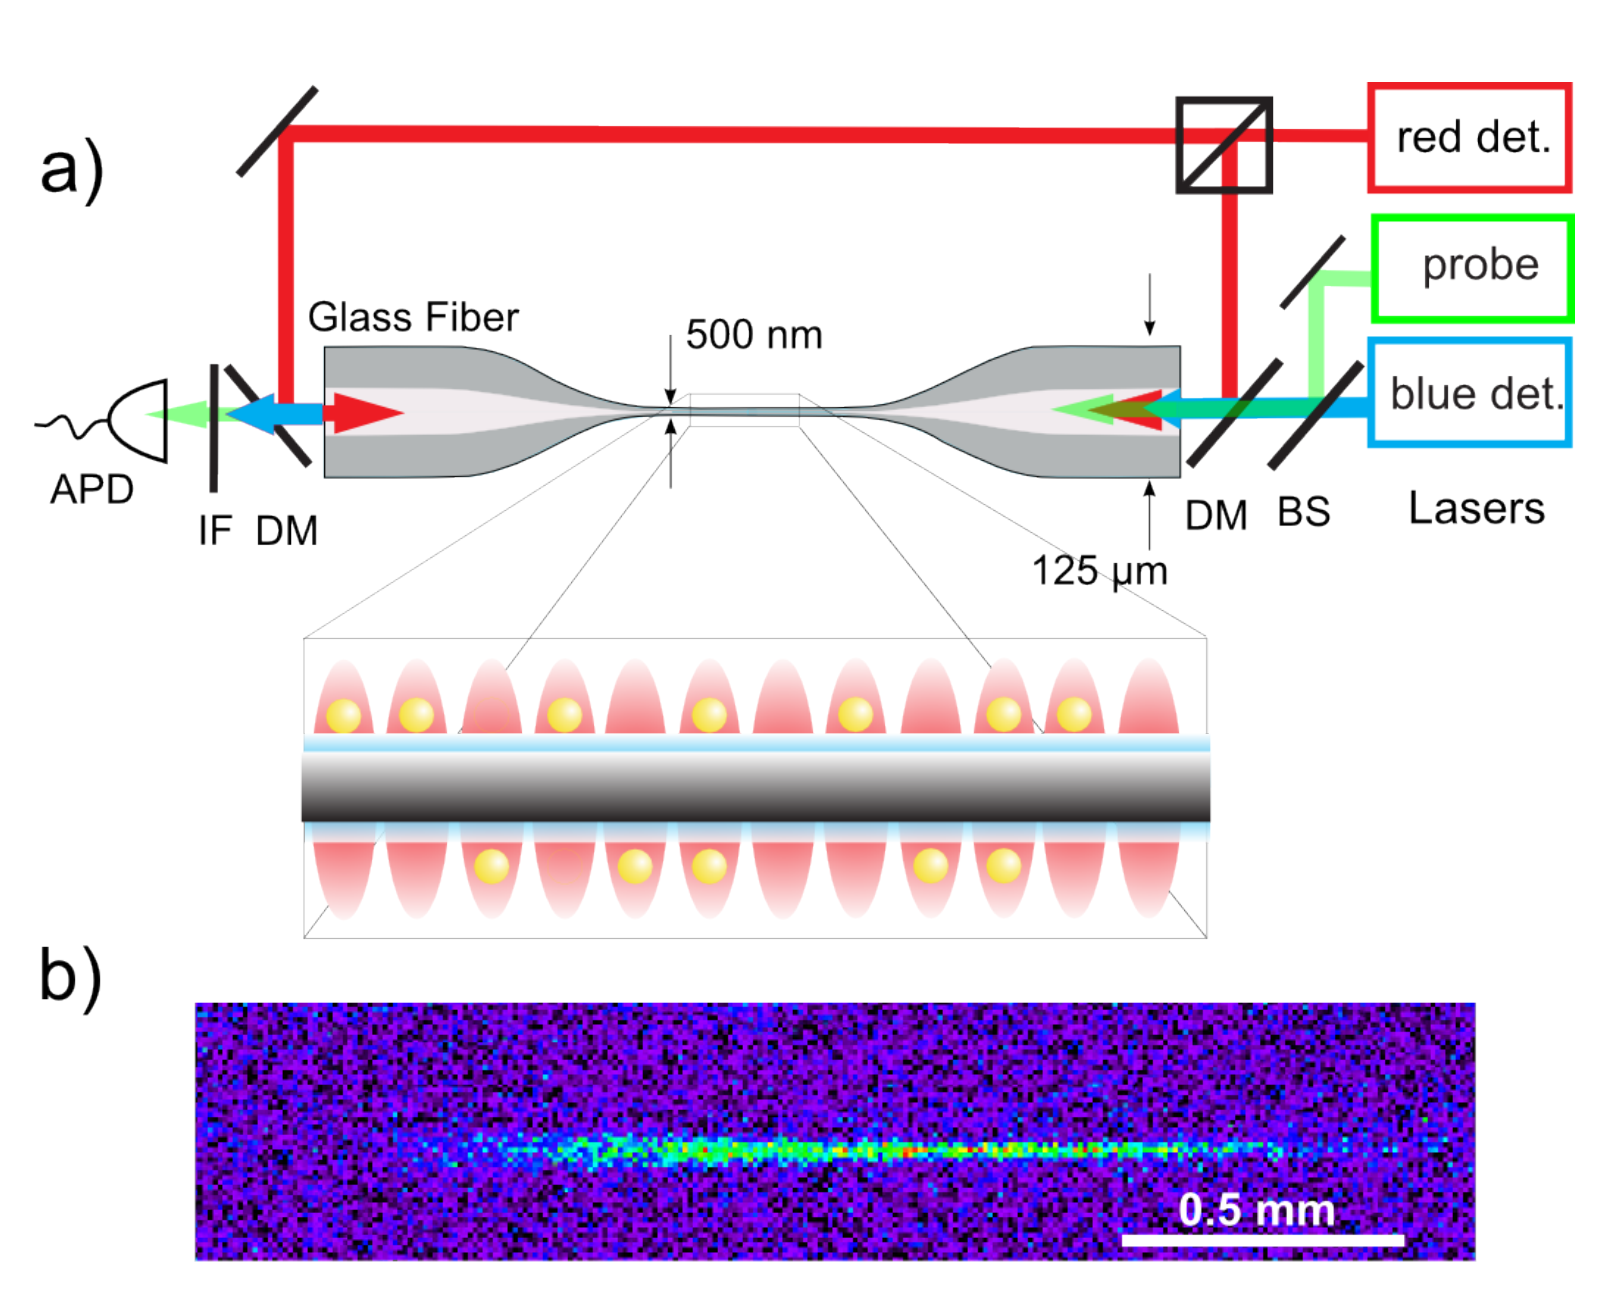 a)
red det.
probe
Glass Fiber
500 nm
blue det.
APD
IF DM
DM BS
Lasers
125 µm
b)
0.5 mm